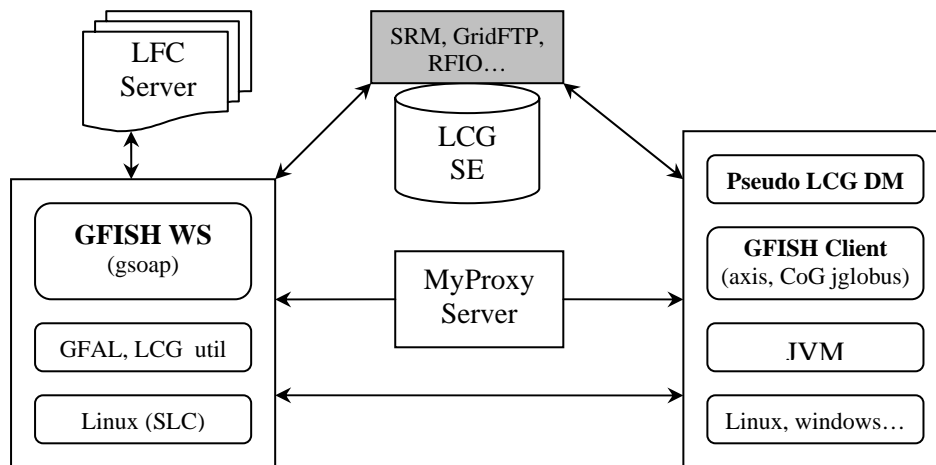 LFC
Server
SRM, GridFTP,
RFIO…
LCG
SE
GFISH WS
(gsoap)
GFAL, LCG util
Linux (SLC)
MyProxy
Server
Pseudo LCG DM
GFISH Client
(axis, CoG jglobus)
JVM
Linux, windows…